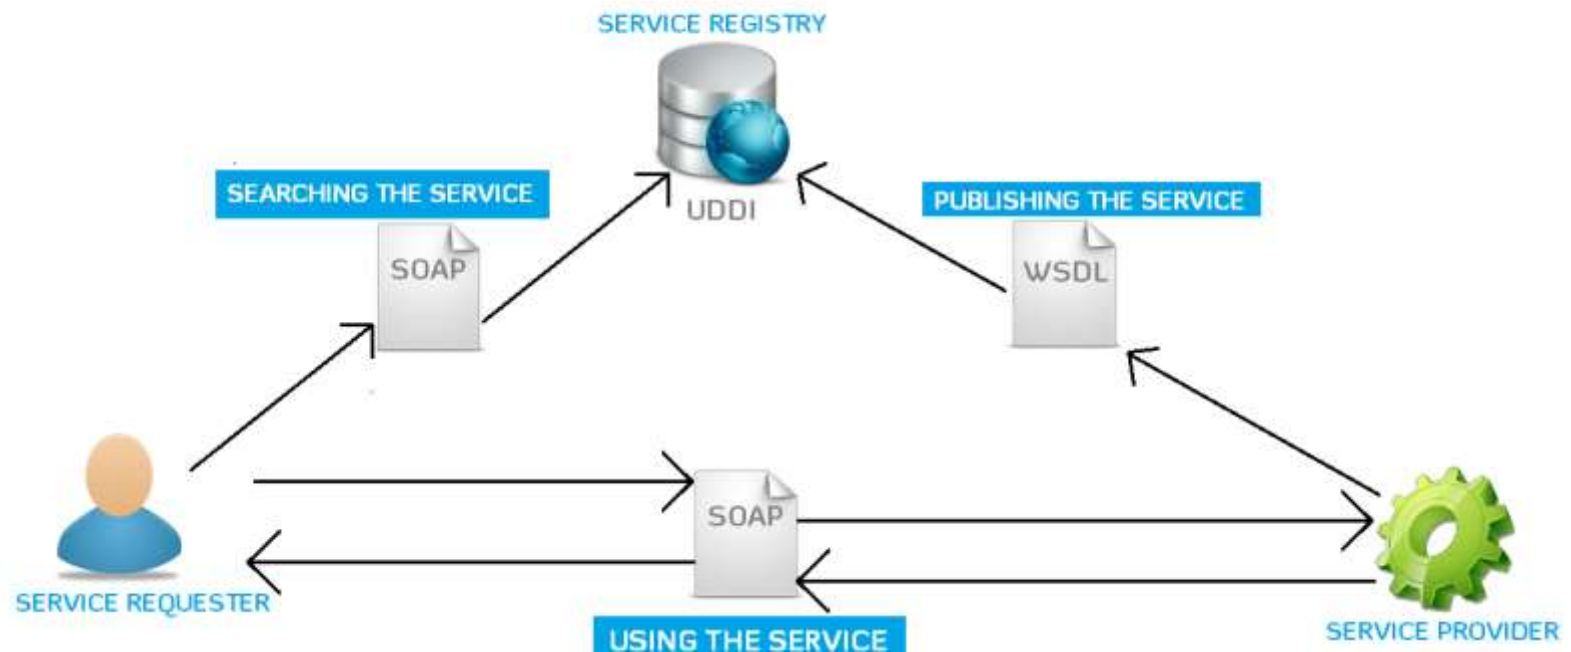 SERVICE REGISTRY
UDDI
SEARCHING THE SERVICE
SOAP
PUBLISHING THE SERVICE
WSDL
SERVICE REQUESTER
SOAP
USING THE SERVICE
SERVICE PROVIDER